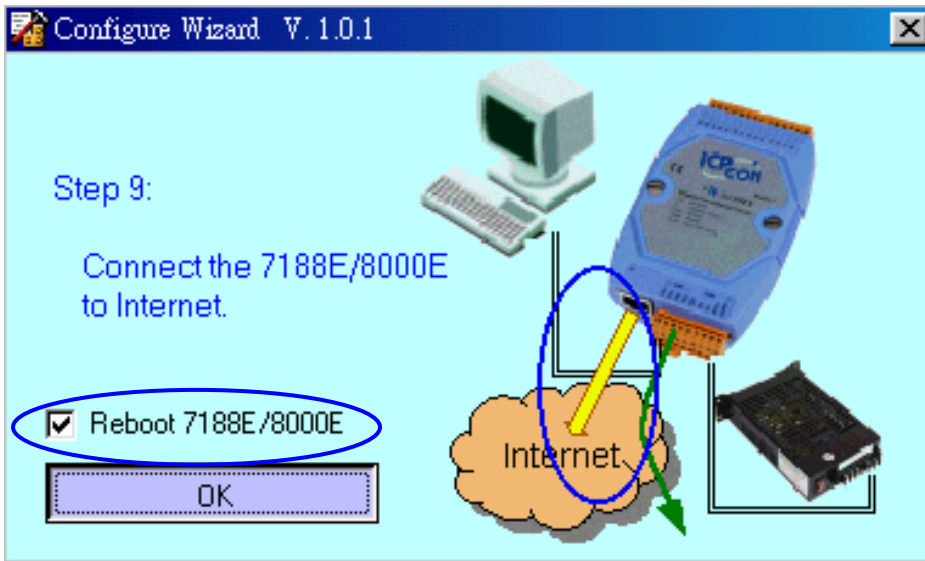 Configure Wizard V. 1.0.1
Step 9:
Connect the 7188E/8000E
to Internet.
Reboot 7188E/8000E
OK
ICP
CON
Internet